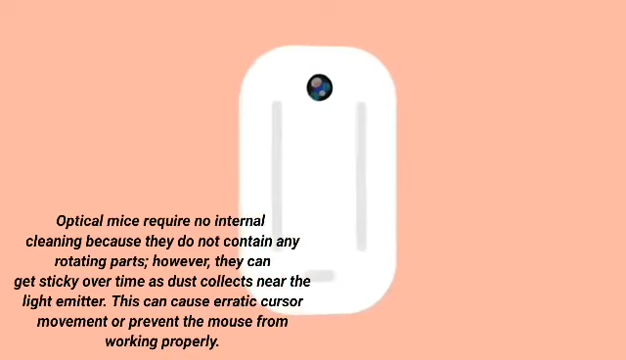 Optical mice require no internal
cleaning because they do not contain any
rotating parts; however, they can
get sticky over time as dust collects near the
light emitter. This can cause erratic cursor
movement or prevent the mouse from
working properly.